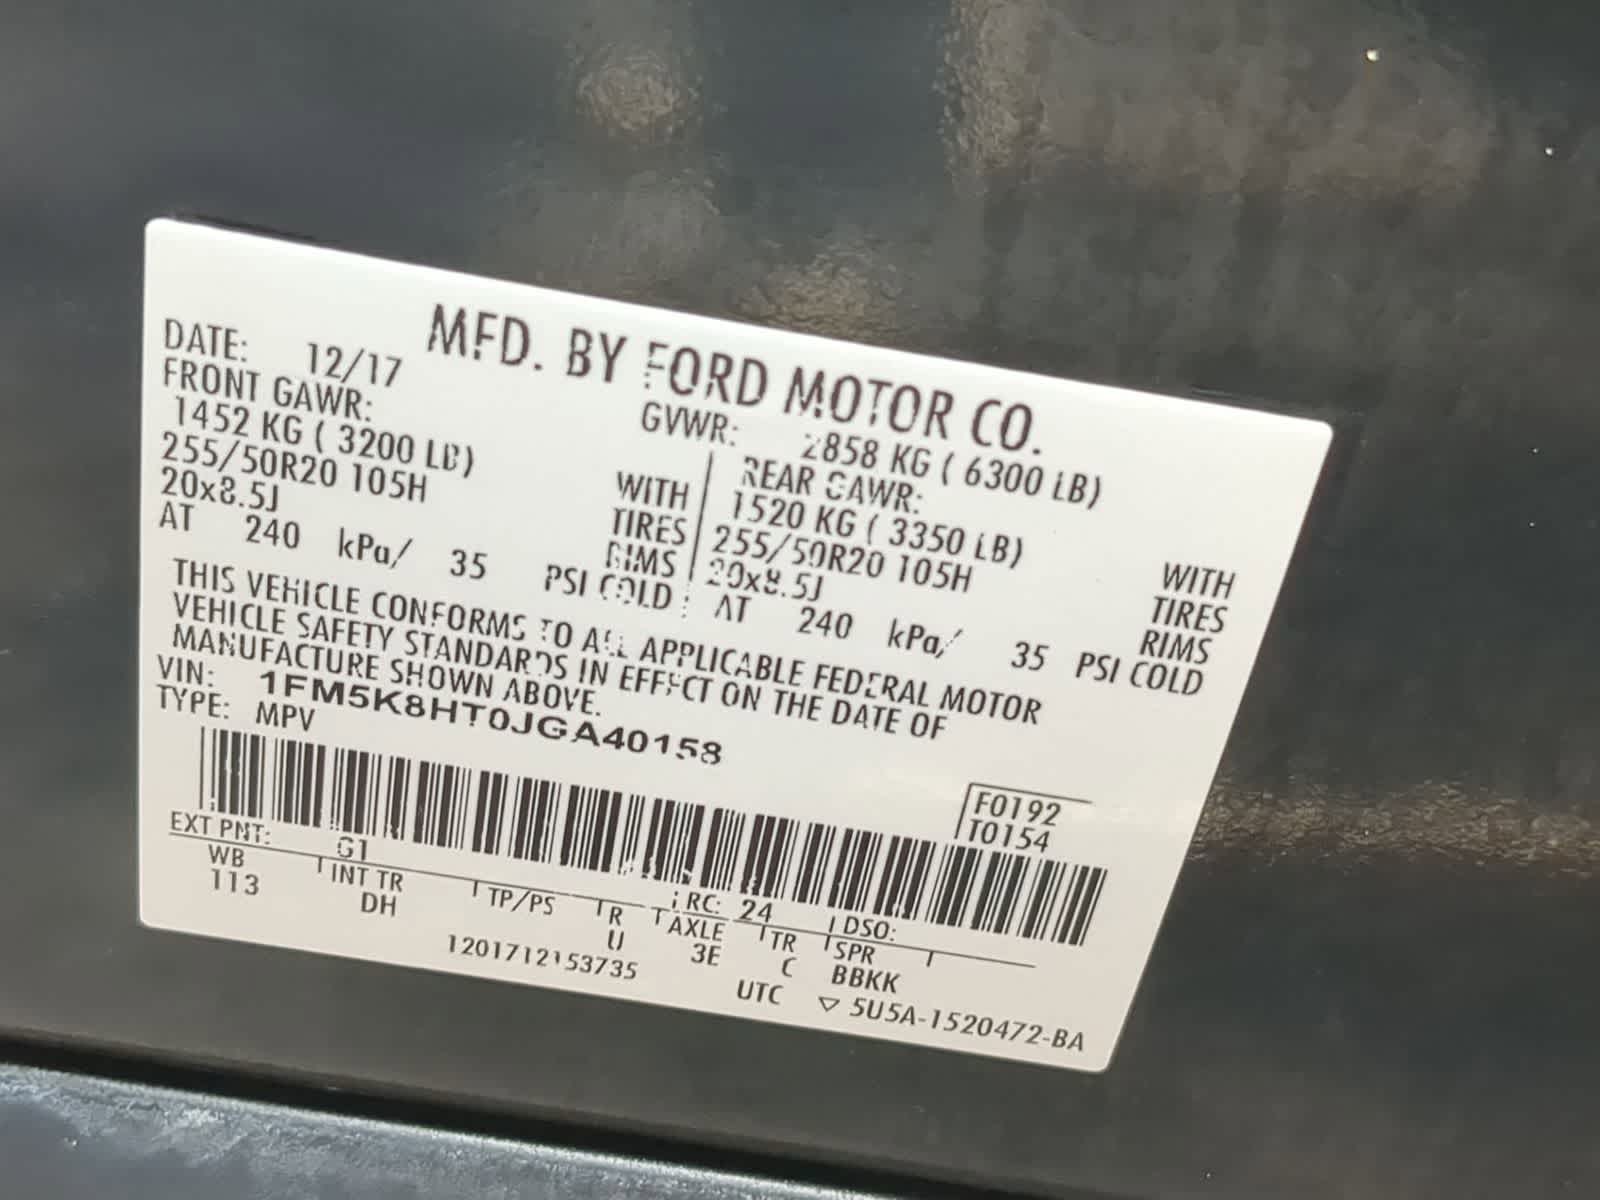 MFD. BY FORD MOTOR CO.
DATE: 12/17
GVWR: 2858 KG ( 6300 LB)
FRONT GAWR:
REAR GAWR:
1452 KG ( 3200 LB) WITH
1520 KG ( 3350 LB) WITH
255/50R20 105H TIRES
255/50R20 105H TIRES
20x8.5J RIMS
20x8.5J RIMS
AT 240 kPa/ 35 PSI COLD
AT 240 kPa/ 35 PSI COLD
THIS VEHICLE CONFORMS TO ALL APPLICABLE FEDERAL MOTOR
VEHICLE SAFETY STANDARDS IN EFFECT ON THE DATE OF
MANUFACTURE SHOWN ABOVE.
VIN: 1FM5K8HT0JGA40158
TYPE: MPV
F0192
T0154
EXT PNT: G1 RC: 24 DSO:
WB INT TR TP/PS R AXLE TR SPR
113 DH U 3E C BBKK
1201712153735 UTC ▽ 5U5A-1520472-BA